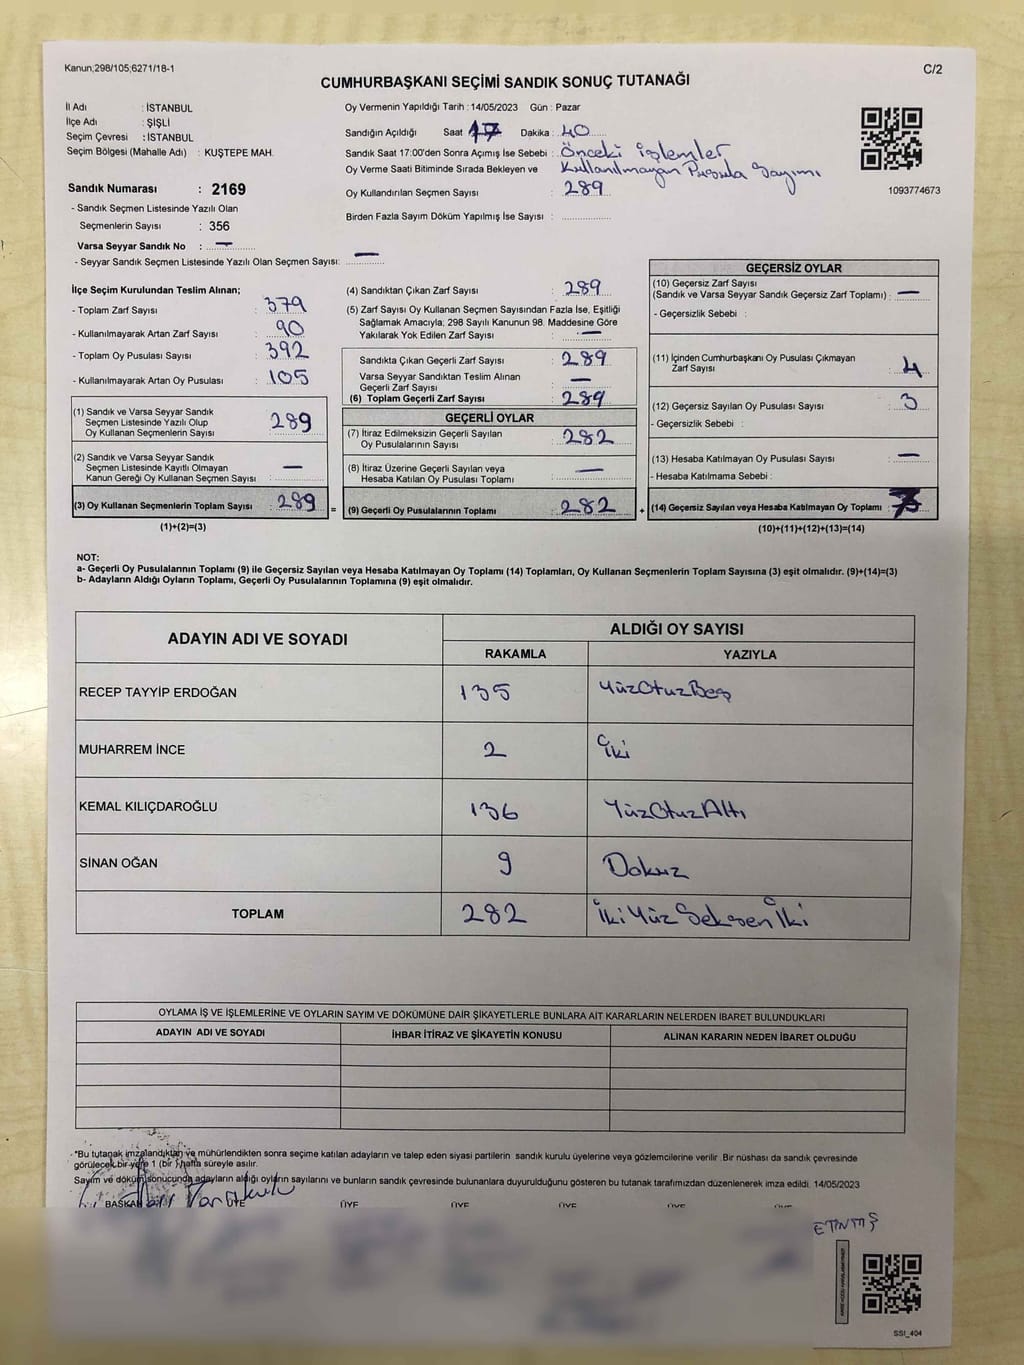 Kanun;298/105;6271/18-1
C/2
CUMHURBAŞKANI SEÇİMİ SANDIK SONUÇ TUTANAĞI
İl Adı : İSTANBUL
İlçe Adı : ŞİŞLİ
Seçim Çevresi : İSTANBUL
Seçim Bölgesi (Mahalle Adı) : KUŞTEPE MAH.
Sandık Numarası : 2169
- Sandık Seçmen Listesinde Yazılı Olan
Seçmenlerin Sayısı : 356
Varsa Seyyar Sandık No : —
- Seyyar Sandık Seçmen Listesinde Yazılı Olan Seçmen Sayısı: —
Oy Vermenin Yapıldığı Tarih : 14/05/2023 Gün : Pazar
Sandığın Açıldığı Saat 17 Dakika : 40
Sandık Saat 17:00'den Sonra Açımış İse Sebebi : Önceki işlemler
Oy Verme Saati Bitiminde Sırada Bekleyen ve Kullanılmayan Pusula Sayımı
Oy Kullandırılan Seçmen Sayısı : 289
Birden Fazla Sayım Döküm Yapılmış İse Sayısı :
1093774673
İlçe Seçim Kurulundan Teslim Alınan;
- Toplam Zarf Sayısı : 379
- Kullanılmayarak Artan Zarf Sayısı : 90
- Toplam Oy Pusulası Sayısı : 392
- Kullanılmayarak Artan Oy Pusulası : 105
(1) Sandık ve Varsa Seyyar Sandık
Seçmen Listesinde Yazılı Olup
Oy Kullanan Seçmenlerin Sayısı : 289
(2) Sandık ve Varsa Seyyar Sandık
Seçmen Listesinde Kayıtlı Olmayan
Kanun Gereği Oy Kullanan Seçmen Sayısı : —
(3) Oy Kullanan Seçmenlerin Toplam Sayısı : 289 =
(1)+(2)=(3)
(4) Sandıktan Çıkan Zarf Sayısı : 289
(5) Zarf Sayısı Oy Kullanan Seçmen Sayısından Fazla İse, Eşitliği
Sağlamak Amacıyla; 298 Sayılı Kanunun 98. Maddesine Göre
Yakılarak Yok Edilen Zarf Sayısı : —
Sandıkta Çıkan Geçerli Zarf Sayısı : 289
Varsa Seyyar Sandıktan Teslim Alınan
Geçerli Zarf Sayısı : —
(6) Toplam Geçerli Zarf Sayısı : 289
GEÇERLİ OYLAR
(7) İtiraz Edilmeksizin Geçerli Sayılan
Oy Pusulalarının Sayısı : 282
(8) İtiraz Üzerine Geçerli Sayılan veya
Hesaba Katılan Oy Pusulası Toplamı : —
(9) Geçerli Oy Pusulalarının Toplamı : 282 +
GEÇERSİZ OYLAR
(10) Geçersiz Zarf Sayısı
(Sandık ve Varsa Seyyar Sandık Geçersiz Zarf Toplamı) : —
- Geçersizlik Sebebi :
(11) İçinden Cumhurbaşkanı Oy Pusulası Çıkmayan
Zarf Sayısı : 4
(12) Geçersiz Sayılan Oy Pusulası Sayısı : 3
- Geçersizlik Sebebi :
(13) Hesaba Katılmayan Oy Pusulası Sayısı : —
- Hesaba Katılmama Sebebi :
(14) Geçersiz Sayılan veya Hesaba Katılmayan Oy Toplamı : 7
(10)+(11)+(12)+(13)=(14)
NOT:
a- Geçerli Oy Pusulalarının Toplamı (9) ile Geçersiz Sayılan veya Hesaba Katılmayan Oy Toplamı (14) Toplamları, Oy Kullanan Seçmenlerin Toplam Sayısına (3) eşit olmalıdır. (9)+(14)=(3)
b- Adayların Aldığı Oyların Toplamı, Geçerli Oy Pusulalarının Toplamına (9) eşit olmalıdır.
ADAYIN ADI VE SOYADI ALDIĞI OY SAYISI
RAKAMLA YAZIYLA
RECEP TAYYİP ERDOĞAN 135 YüzOtuzBeş
MUHARREM İNCE 2 İki
KEMAL KILIÇDAROĞLU 136 YüzOtuzAltı
SİNAN OĞAN 9 Dokuz
TOPLAM 282 İkiYüzSeksenİki
OYLAMA İŞ VE İŞLEMLERİNE VE OYLARIN SAYIM VE DÖKÜMÜNE DAİR ŞİKAYETLERLE BUNLARA AİT KARARLARIN NELERDEN İBARET BULUNDUKLARI
ADAYIN ADI VE SOYADI İHBAR İTİRAZ VE ŞİKAYETİN KONUSU ALINAN KARARIN NEDEN İBARET OLDUĞU
- "Bu tutanak imzalandıktan ve mühürlendikten sonra seçime katılan adayların ve talep eden siyasi partilerin sandık kurulu üyelerine veya gözlemcilerine verilir .Bir nüshası da sandık çevresinde
görülecek bir yere 1 (bir ) hafta süreyle asılır.
Sayım ve döküm sonucunda adayların aldığı oyların sayılarını ve bunların sandık çevresinde bulunanlara duyurulduğunu gösteren bu tutanak tarafımızdan düzenlenerek imza edildi. 14/05/2023
BAŞKAN ÜYE ÜYE ÜYE ÜYE ÜYE
SSI_404